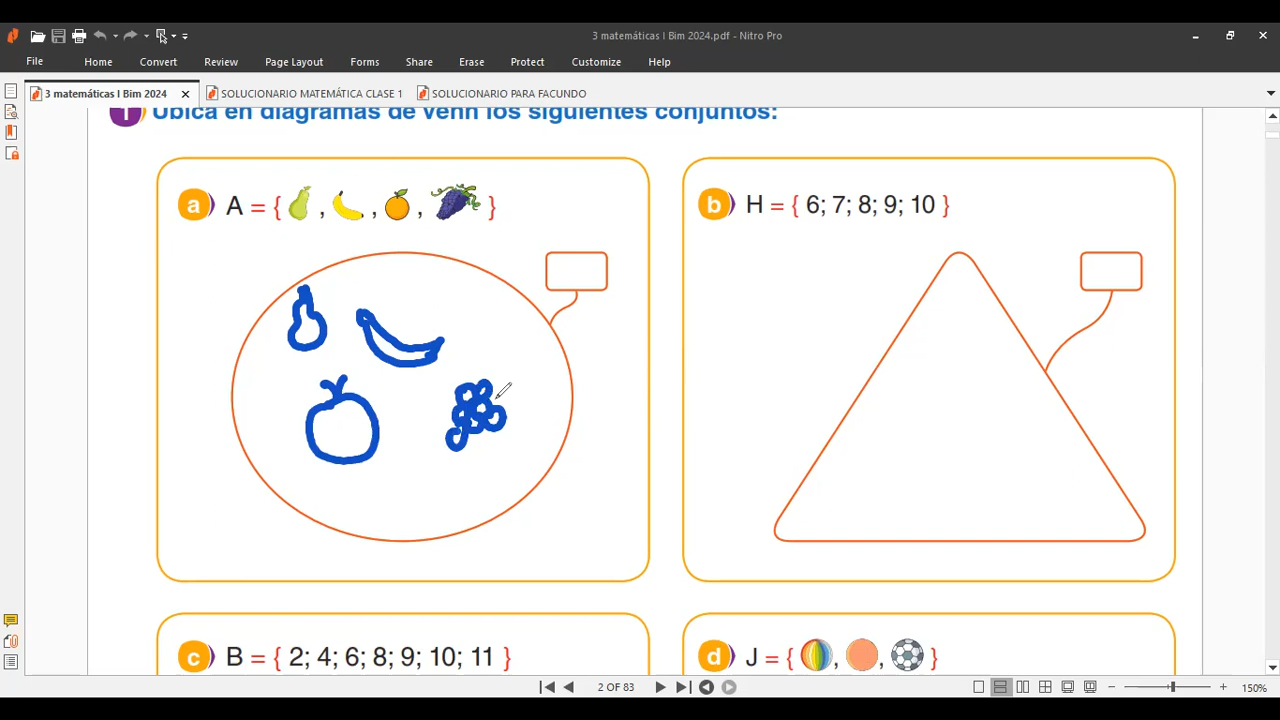 3 matemáticas I Bim 2024.pdf - Nitro Pro
File Home Convert Review Page Layout Forms Share Erase Protect Customize Help
3 matemáticas I Bim 2024 SOLUCIONARIO MATEMÁTICA CLASE 1 SOLUCIONARIO PARA FACUNDO
1 Ubica en diagramas de venn los siguientes conjuntos:
a) A = { , , , }
b) H = { 6; 7; 8; 9; 10 }
c) B = { 2; 4; 6; 8; 9; 10; 11 }
d) J = { , , }
2 OF 83
150%